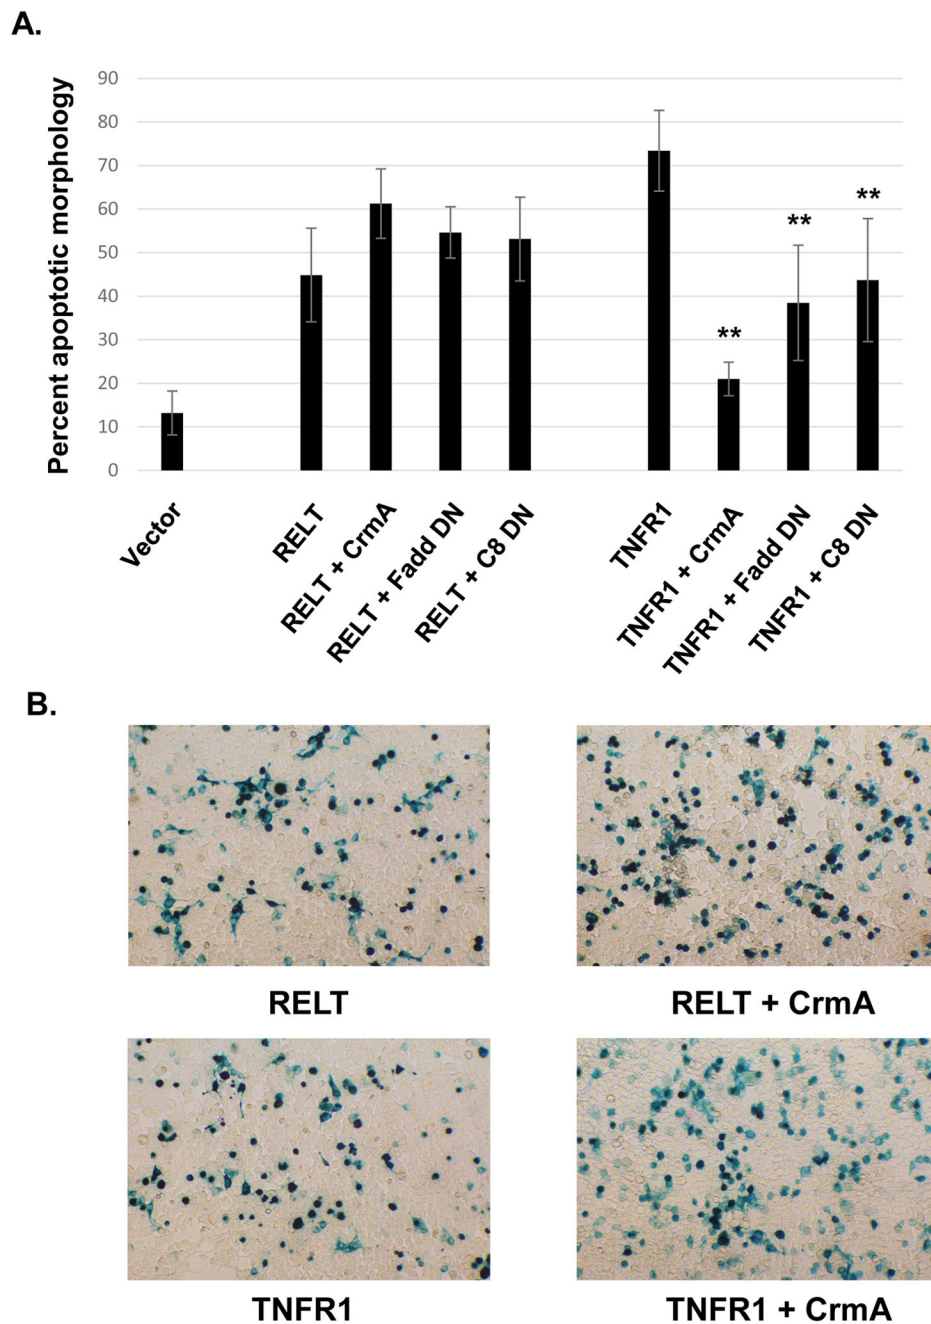 A.
Percent apoptotic morphology
90
80
70
60
50
40
30
20
10
0
**
**
**
Vector
RELT
RELT + CrmA
RELT + Fadd DN
RELT + C8 DN
TNFR1
TNFR1 + CrmA
TNFR1 + Fadd DN
TNFR1 + C8 DN
B.
RELT
RELT + CrmA
TNFR1
TNFR1 + CrmA